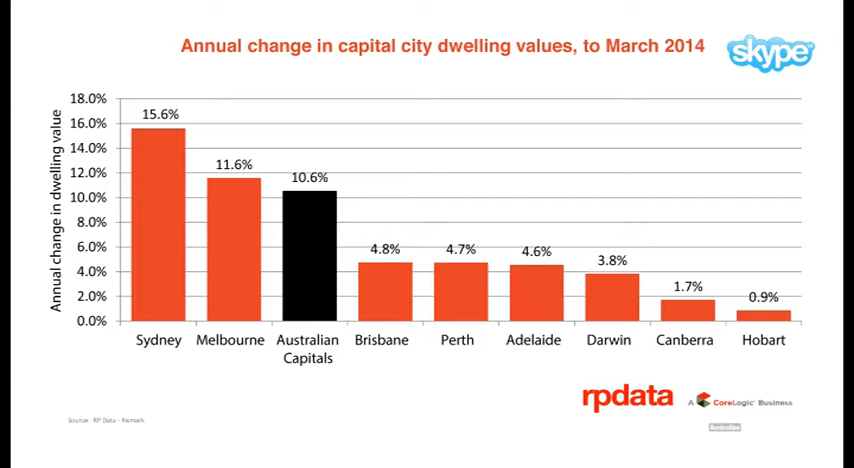 Annual change in capital city dwelling values, to March 2014
skype
Annual change in dwelling value
18.0%
16.0%
14.0%
12.0%
10.0%
8.0%
6.0%
4.0%
2.0%
0.0%
15.6%
11.6%
10.6%
4.8%
4.7%
4.6%
3.8%
1.7%
0.9%
Sydney
Melbourne
Australian
Capitals
Brisbane
Perth
Adelaide
Darwin
Canberra
Hobart
rpdata
A CoreLogic Business
Source: RP Data - Rismark
Australian